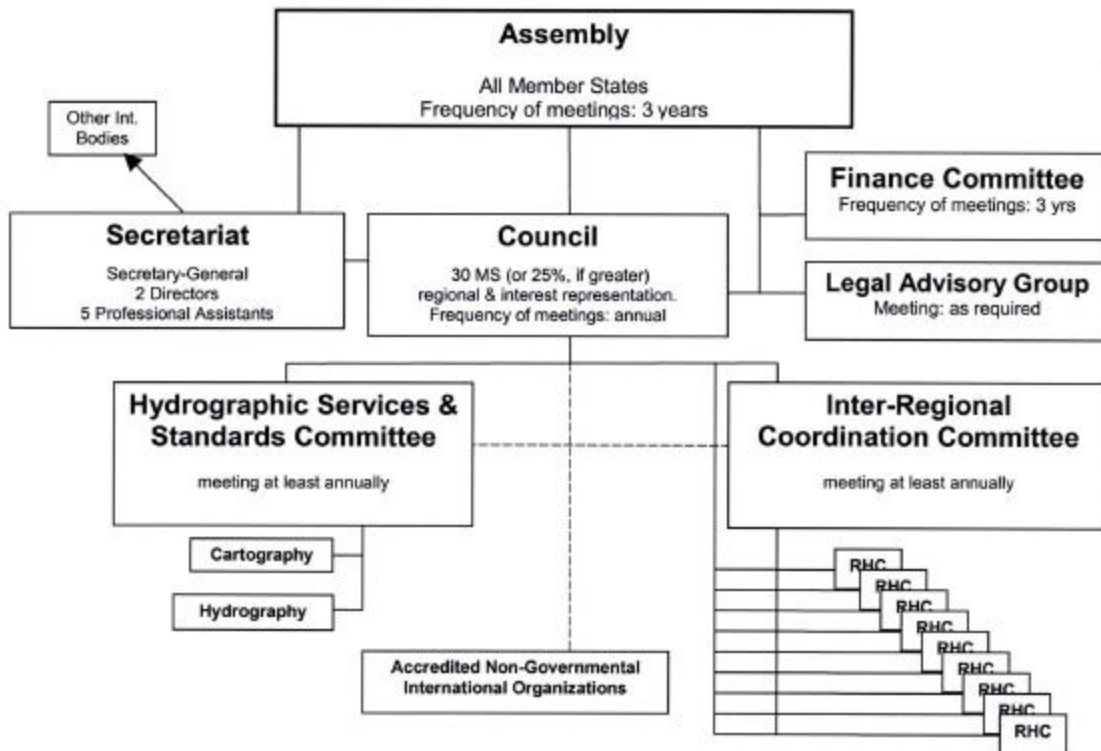 Assembly
All Member States
Frequency of meetings: 3 years
Other Int.
Bodies
Finance Committee
Frequency of meetings: 3 yrs
Secretariat
Secretary-General
2 Directors
5 Professional Assistants
Council
30 MS (or 25%, if greater)
regional & interest representation.
Frequency of meetings: annual
Legal Advisory Group
Meeting: as required
Hydrographic Services &
Standards Committee
meeting at least annually
Inter-Regional
Coordination Committee
meeting at least annually
Cartography
Hydrography
Accredited Non-Governmental
International Organizations
RHC
RHC
RHC
RHC
RHC
RHC
RHC
RHC
RHC